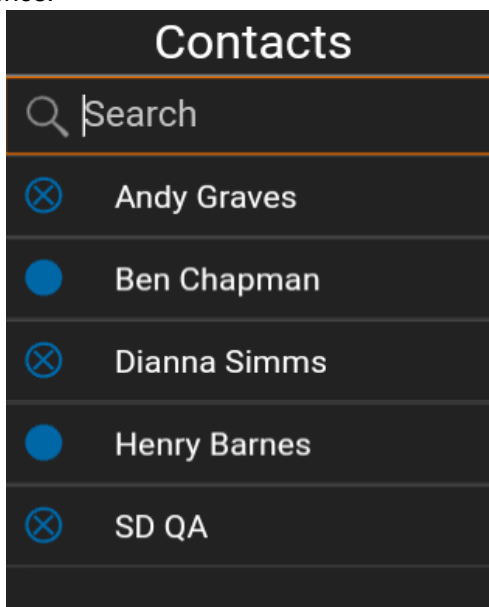 Contacts
Search
Andy Graves
Ben Chapman
Dianna Simms
Henry Barnes
SD QA